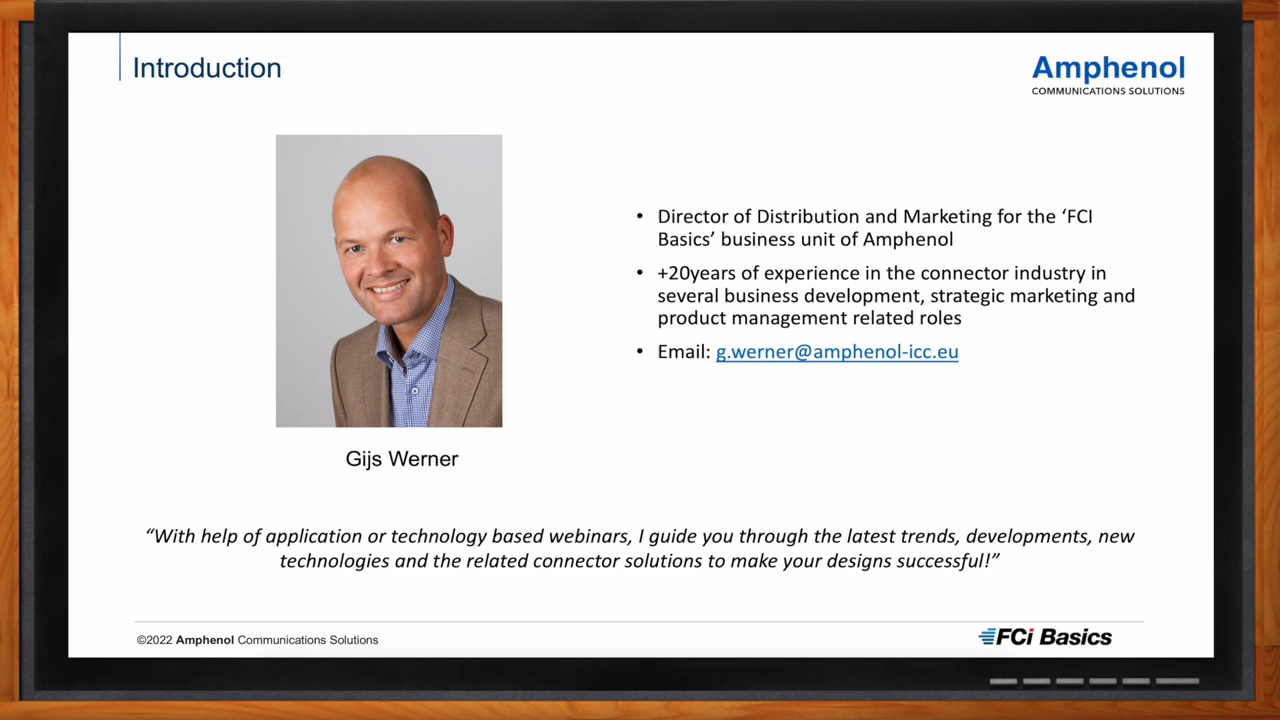 Introduction
Amphenol
COMMUNICATIONS SOLUTIONS
• Director of Distribution and Marketing for the ‘FCI
Basics’ business unit of Amphenol
• +20years of experience in the connector industry in
several business development, strategic marketing and
product management related roles
• Email: g.werner@amphenol-icc.eu
Gijs Werner
“With help of application or technology based webinars, I guide you through the latest trends, developments, new
technologies and the related connector solutions to make your designs successful!”
©2022 Amphenol Communications Solutions
FCi Basics